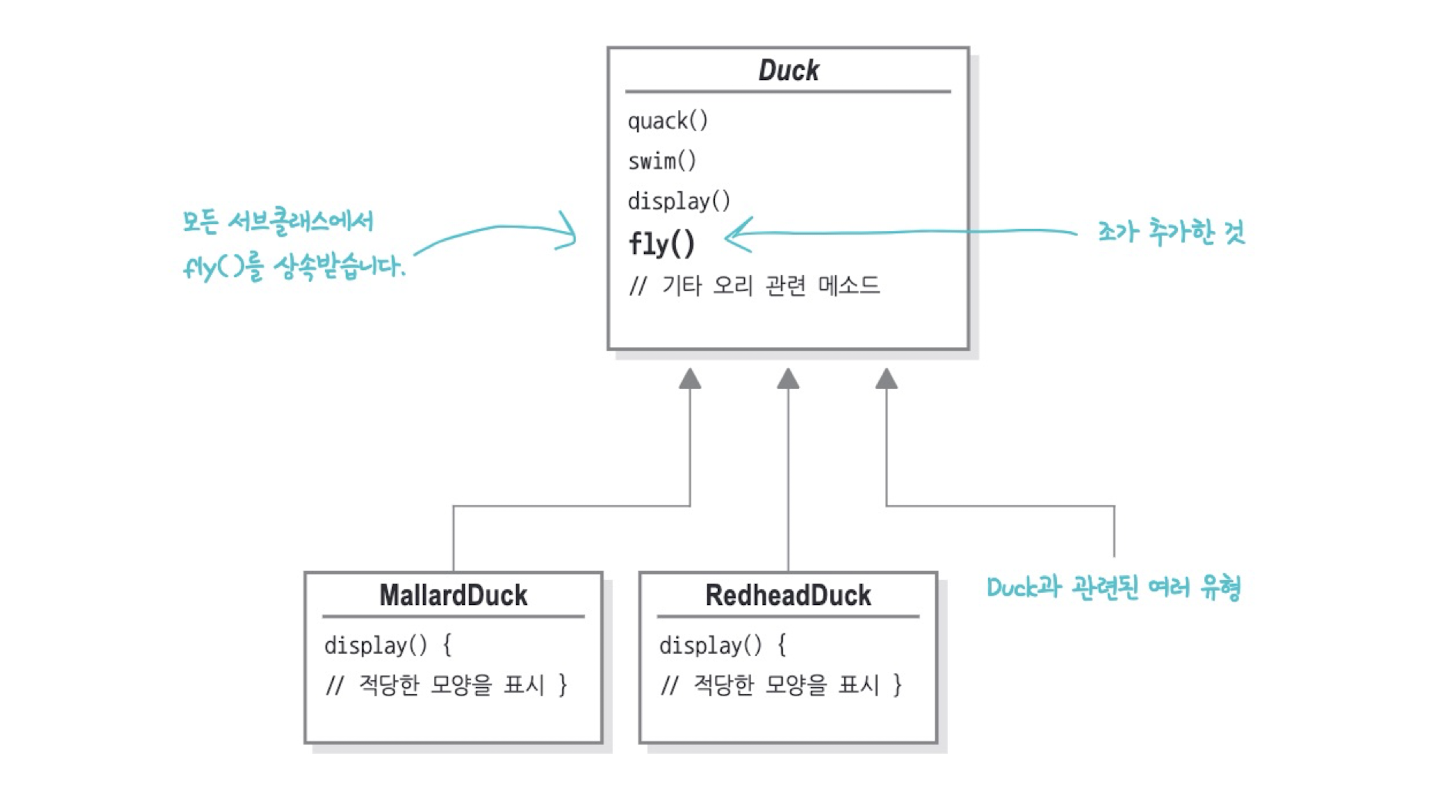 Duck
quack()
swim()
display()
fly()
// 기타 오리 관련 메소드
모든 서브클래스에서
fly()를 상속받습니다.
조가 추가한 것
MallardDuck
display() {
// 적당한 모양을 표시 }
RedheadDuck
display() {
// 적당한 모양을 표시 }
Duck과 관련된 여러 유형